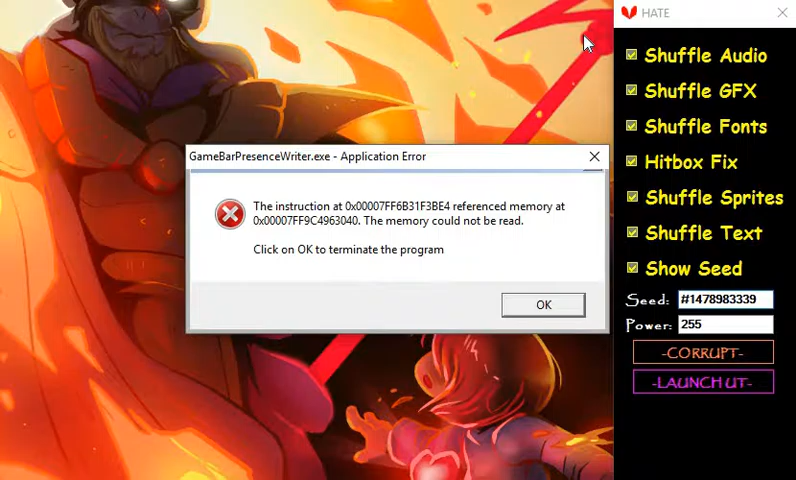 HATE
Shuffle Audio
Shuffle GFX
Shuffle Fonts
Hitbox Fix
Shuffle Sprites
Shuffle Text
Show Seed
Seed: #1478983339
Power: 255
-CORRUPT-
-LAUNCH UT-
GameBarPresenceWriter.exe - Application Error
The instruction at 0x00007FF6B31F3BE4 referenced memory at
0x00007FF9C4963040. The memory could not be read.
Click on OK to terminate the program
OK